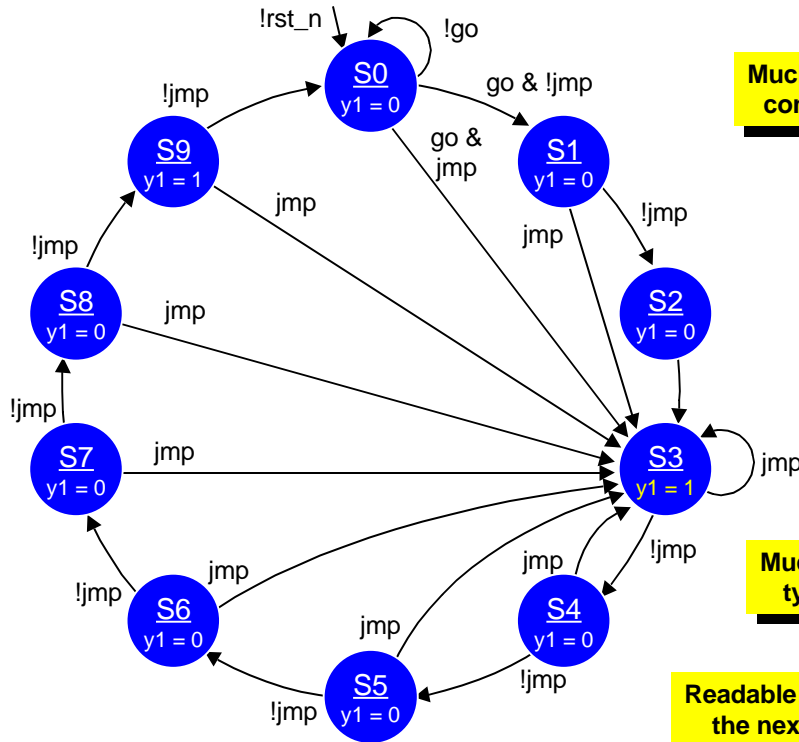 !rst_n
!go
S0
y1 = 0
go & !jmp
Muc
con
!jmp
S9
y1 = 1
go &
jmp
S1
y1 = 0
jmp
!jmp
jmp
!jmp
S8
y1 = 0
jmp
S2
y1 = 0
!jmp
S7
y1 = 0
jmp
S3
y1 = 1
jmp
!jmp
S6
y1 = 0
jmp
jmp
S4
y1 = 0
!jmp
Muc
ty
jmp
S5
y1 = 0
!jmp
!jmp
Readable
the nex